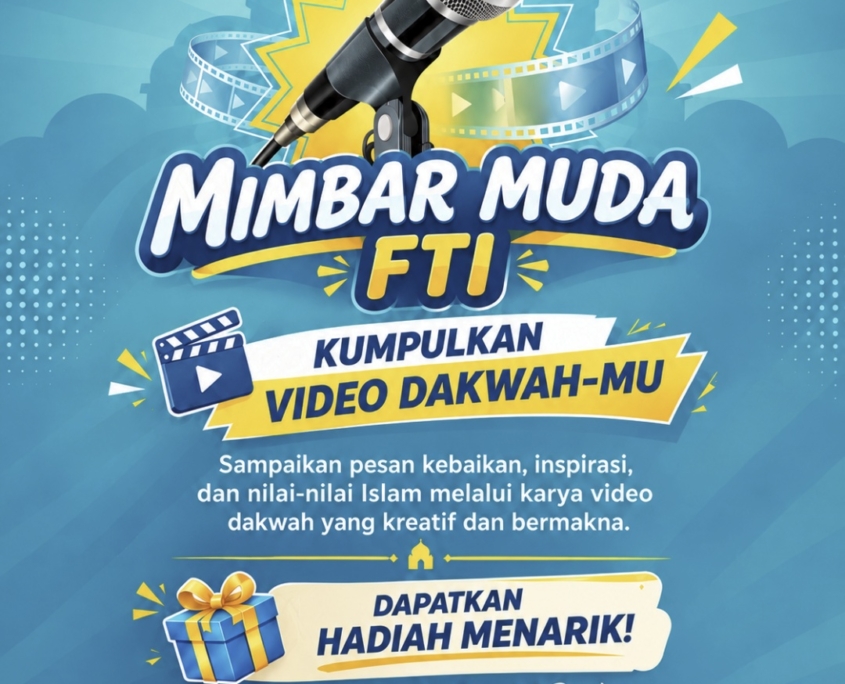 MIMBAR MUDA
FTI
KUMPULKAN
VIDEO DAKWAH-MU
Sampaikan pesan kebaikan, inspirasi,
dan nilai-nilai Islam melalui karya video
dakwah yang kreatif dan bermakna.
DAPATKAN
HADIAH MENARIK!